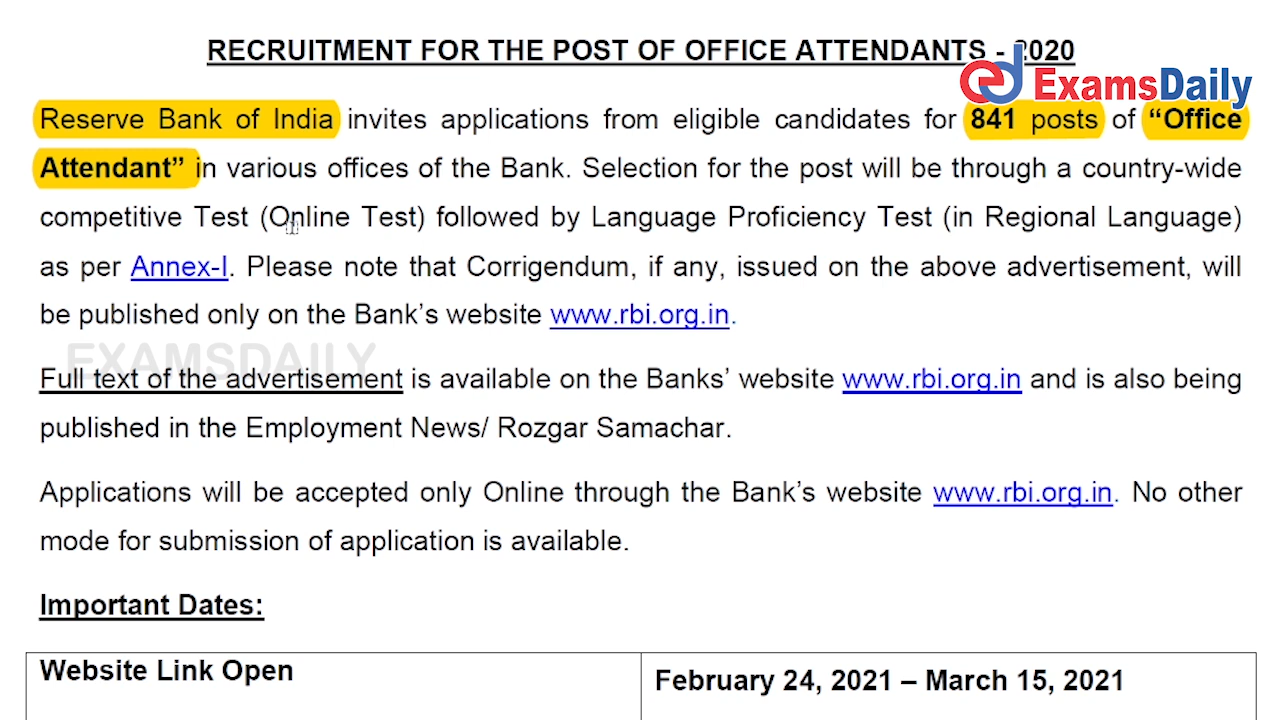 RECRUITMENT FOR THE POST OF OFFICE ATTENDANTS - 2020
ExamsDaily
Reserve Bank of India invites applications from eligible candidates for 841 posts of “Office
Attendant” in various offices of the Bank. Selection for the post will be through a country-wide
competitive Test (Online Test) followed by Language Proficiency Test (in Regional Language)
as per Annex-I. Please note that Corrigendum, if any, issued on the above advertisement, will
be published only on the Bank’s website www.rbi.org.in.
EXAMSDAILY
Full text of the advertisement is available on the Banks’ website www.rbi.org.in and is also being
published in the Employment News/ Rozgar Samachar.
Applications will be accepted only Online through the Bank’s website www.rbi.org.in. No other
mode for submission of application is available.
Important Dates:
Website Link Open
February 24, 2021 – March 15, 2021